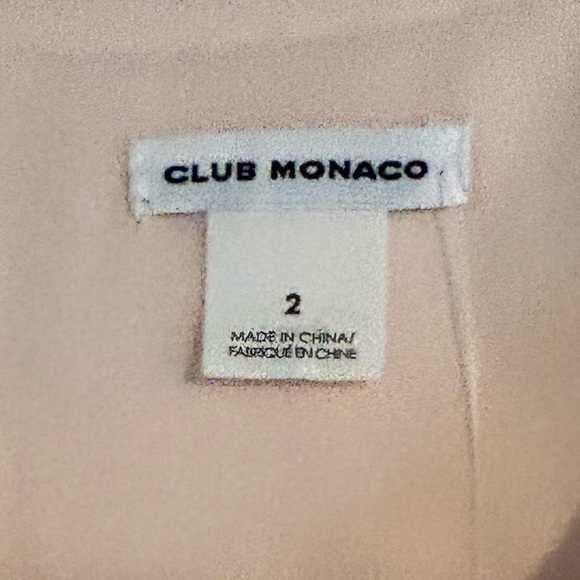 CLUB MONACO
2
MADE IN CHINA/
FABRIQUÉ EN CHINE